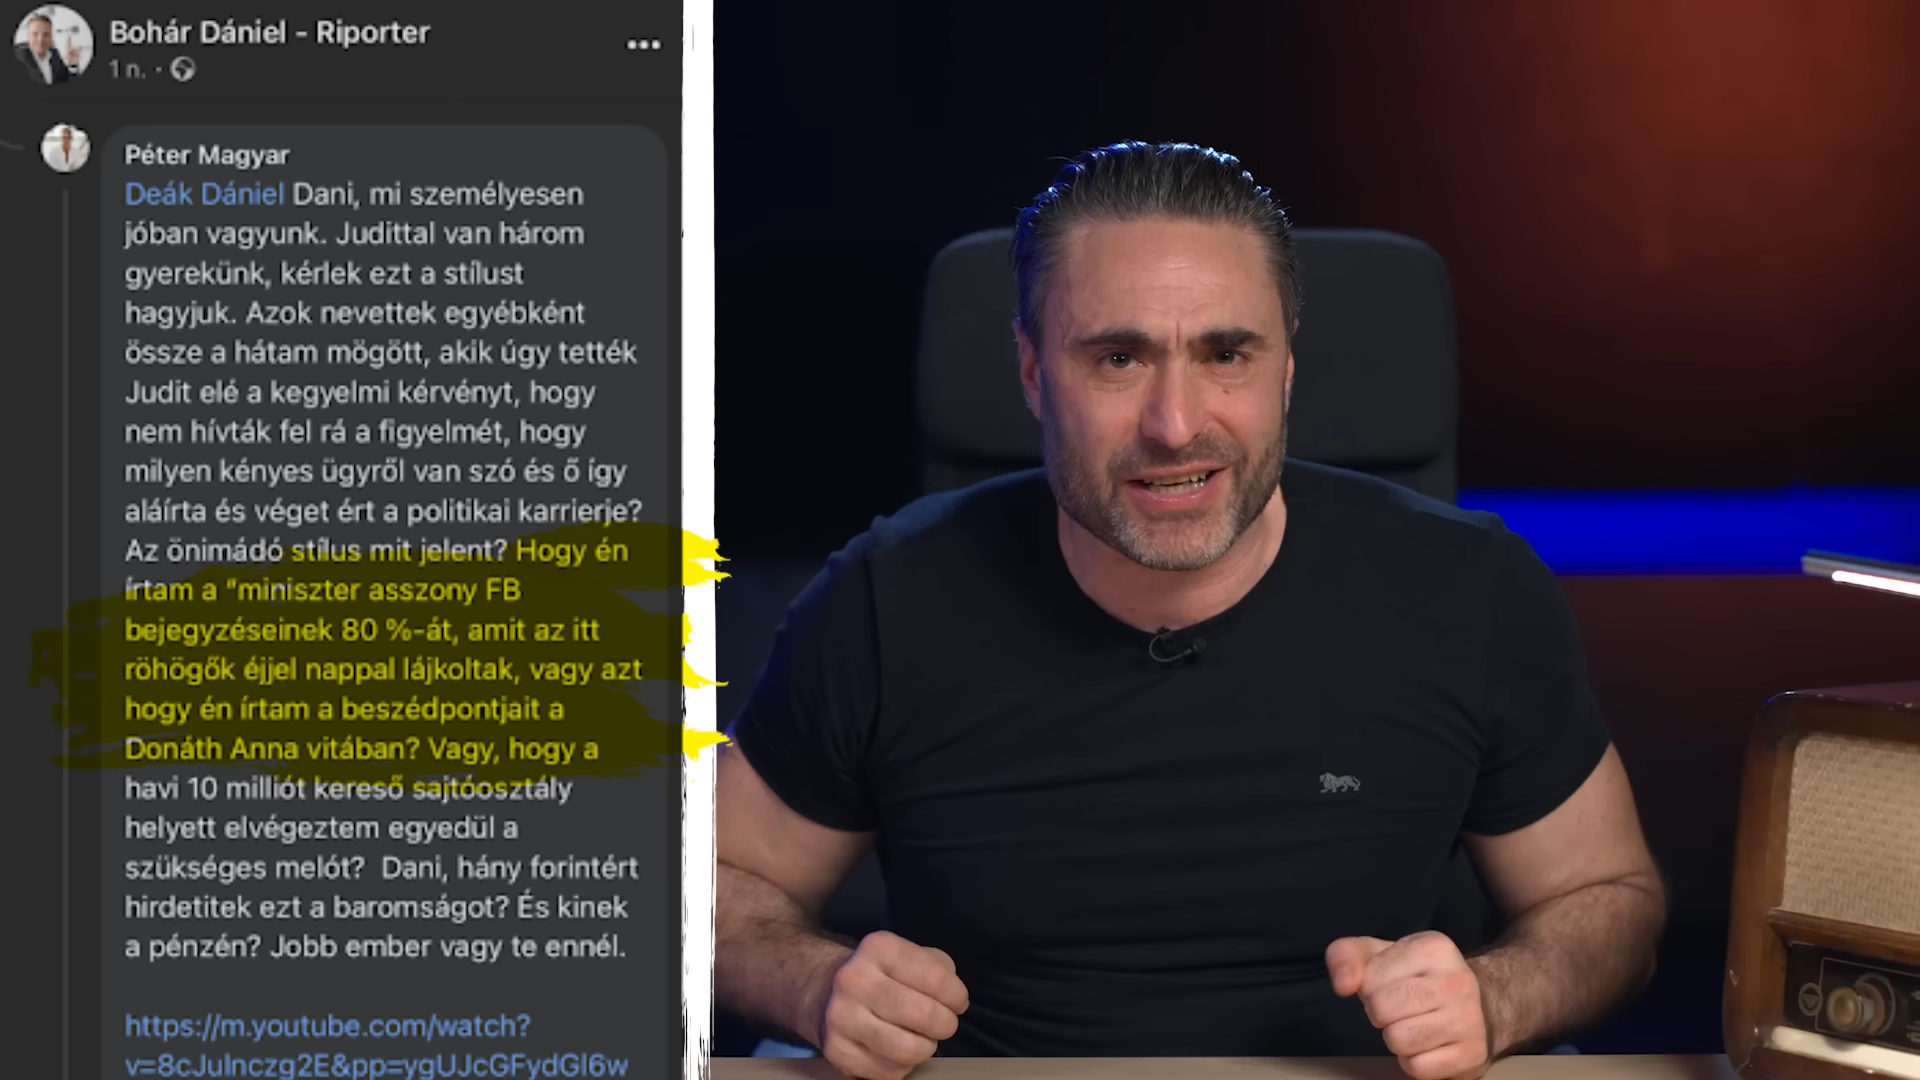 Bohár Dániel - Riporter
1 n. ·
Péter Magyar
Deák Dániel Dani, mi személyesen
jóban vagyunk. Judittal van három
gyerekünk, kérlek ezt a stílust
hagyjuk. Azok nevettek egyébként
össze a hátam mögött, akik úgy tették
Judit elé a kegyelmi kérvényt, hogy
nem hívták fel rá a figyelmét, hogy
milyen kényes ügyről van szó és ő így
aláírta és véget ért a politikai karrierje?
Az önimádó stílus mit jelent? Hogy én
írtam a "miniszter asszony FB
bejegyzéseinek 80 %-át, amit az itt
röhögők éjjel nappal lájkoltak, vagy azt
hogy én írtam a beszédpontjait a
Donáth Anna vitában? Vagy, hogy a
havi 10 milliót kereső sajtóosztály
helyett elvégeztem egyedül a
szükséges melót?  Dani, hány forintért
hirdetitek ezt a baromságot? És kinek
a pénzén? Jobb ember vagy te ennél.
https://m.youtube.com/watch?
v=8cJulnczg2E&pp=ygUJcGFydGl6w